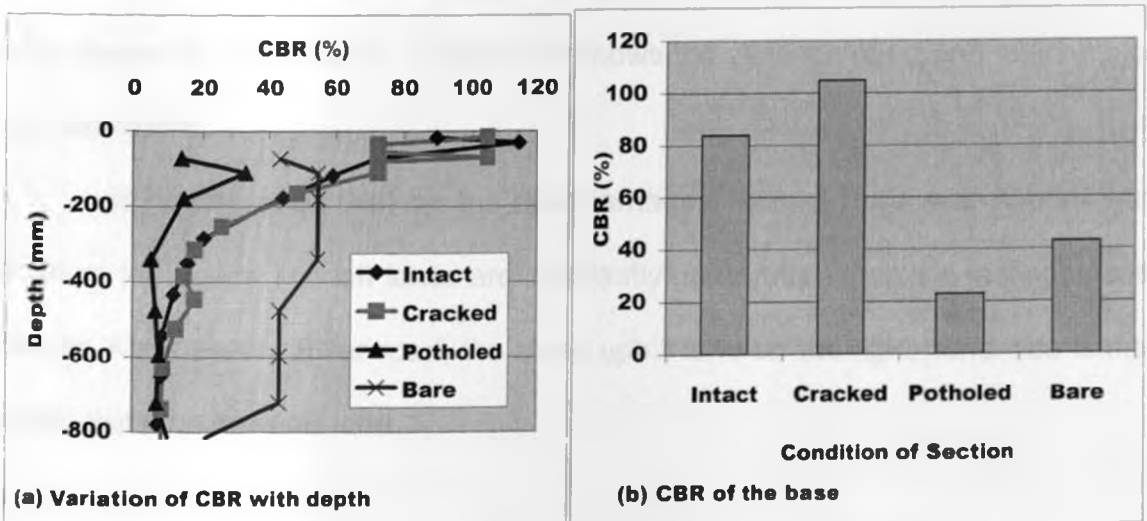 CBR (%)
0 20 40 60 80 100 120
0
-200
-400
-600
-800
Depth (mm)
Intact
Cracked
Potholed
Bare
(a) Variation of CBR with depth
120
100
80
60
40
20
0
CBR (%)
Intact Cracked Potholed Bare
Condition of Section
(b) CBR of the base